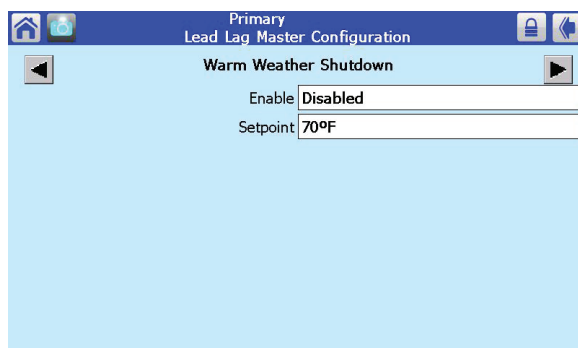 Primary
Lead Lag Master Configuration
Warm Weather Shutdown
Enable Disabled
Setpoint 70ºF